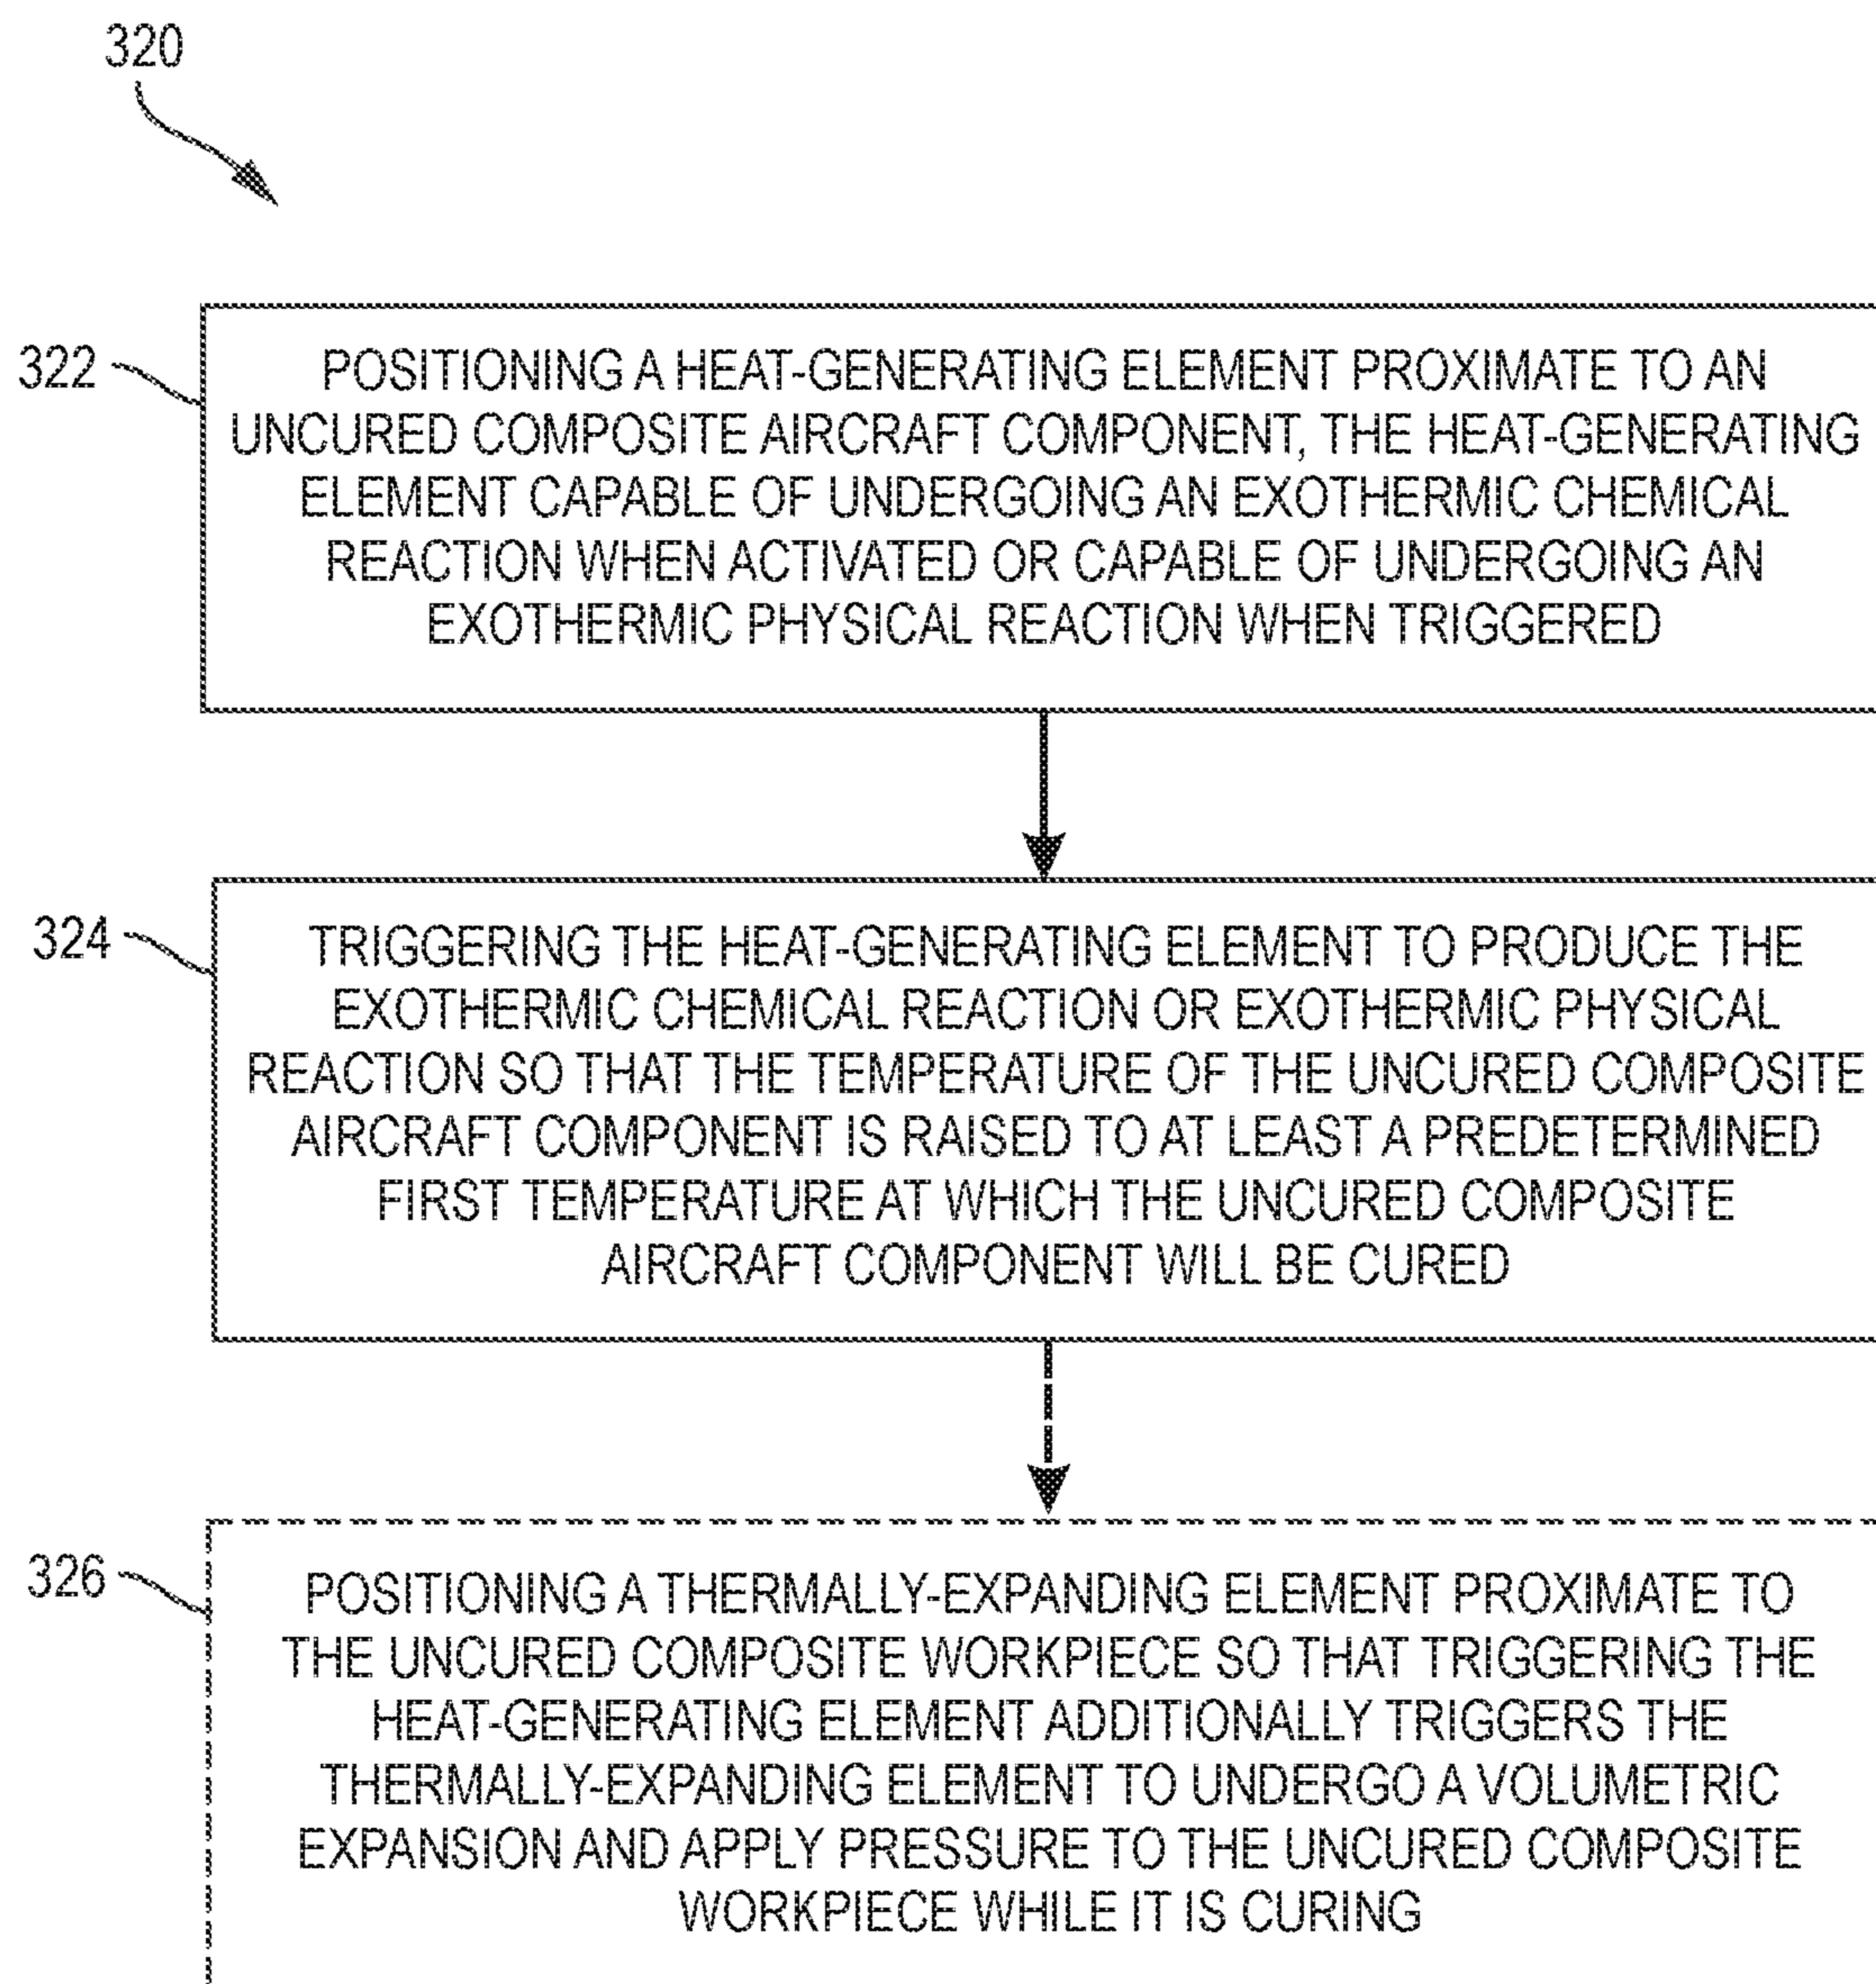 320
322
POSITIONING A HEAT-GENERATING ELEMENT PROXIMATE TO AN
UNCURED COMPOSITE AIRCRAFT COMPONENT, THE HEAT-GENERATING
ELEMENT CAPABLE OF UNDERGOING AN EXOTHERMIC CHEMICAL
REACTION WHEN ACTIVATED OR CAPABLE OF UNDERGOING AN
EXOTHERMIC PHYSICAL REACTION WHEN TRIGGERED
324
TRIGGERING THE HEAT-GENERATING ELEMENT TO PRODUCE THE
EXOTHERMIC CHEMICAL REACTION OR EXOTHERMIC PHYSICAL
REACTION SO THAT THE TEMPERATURE OF THE UNCURED COMPOSITE
AIRCRAFT COMPONENT IS RAISED TO AT LEAST A PREDETERMINED
FIRST TEMPERATURE AT WHICH THE UNCURED COMPOSITE
AIRCRAFT COMPONENT WILL BE CURED
326
POSITIONING A THERMALLY-EXPANDING ELEMENT PROXIMATE TO
THE UNCURED COMPOSITE WORKPIECE SO THAT TRIGGERING THE
HEAT-GENERATING ELEMENT ADDITIONALLY TRIGGERS THE
THERMALLY-EXPANDING ELEMENT TO UNDERGO A VOLUMETRIC
EXPANSION AND APPLY PRESSURE TO THE UNCURED COMPOSITE
WORKPIECE WHILE IT IS CURING